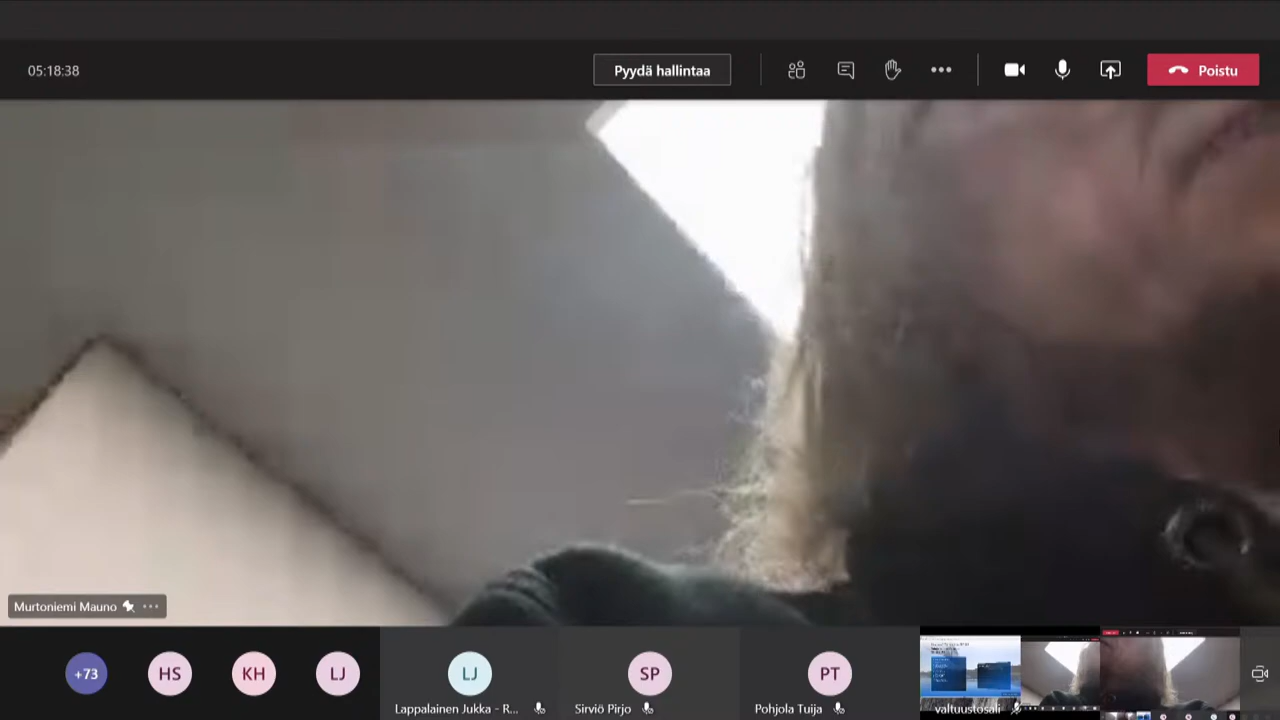 05:18:38
Pyydä hallintaa
Poistu
Murtoniemi Mauno
+73
HS
KH
LJ
LJ
SP
PT
Lappalainen Jukka - R...
Sirviö Pirjo
Pohjola Tuija
valtuustosali